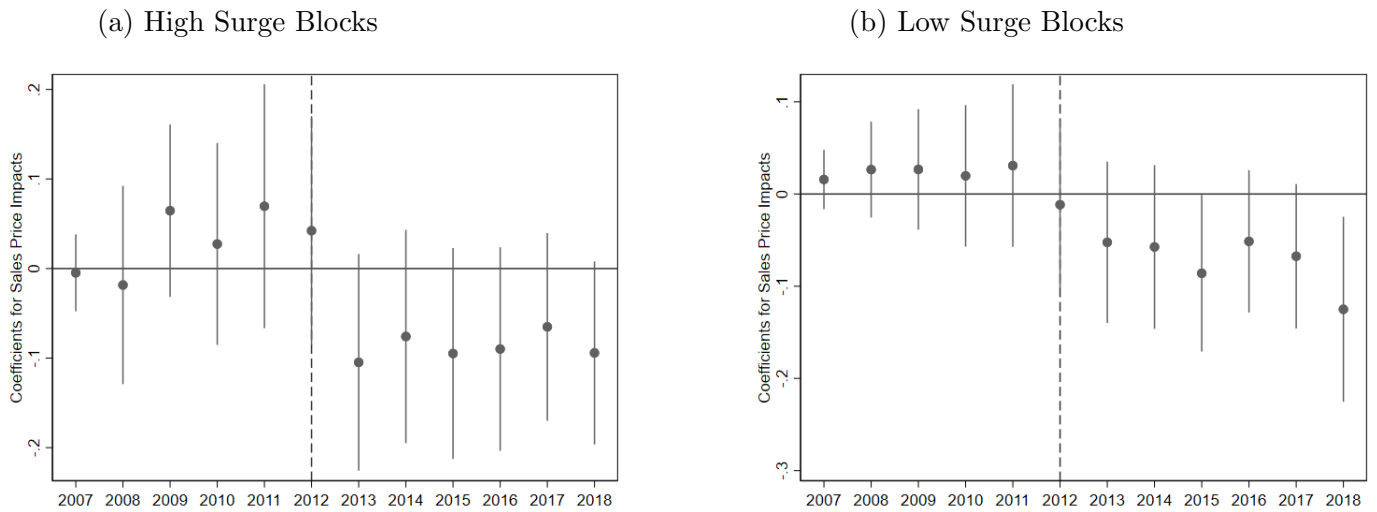 (a) High Surge Blocks
Coefficients for Sales Price Impacts
.2
.1
0
-.1
-.2
2007 2008 2009 2010 2011 2012 2013 2014 2015 2016 2017 2018
(b) Low Surge Blocks
Coefficients for Sales Price Impacts
.1
0
-.1
-.2
-.3
2007 2008 2009 2010 2011 2012 2013 2014 2015 2016 2017 2018